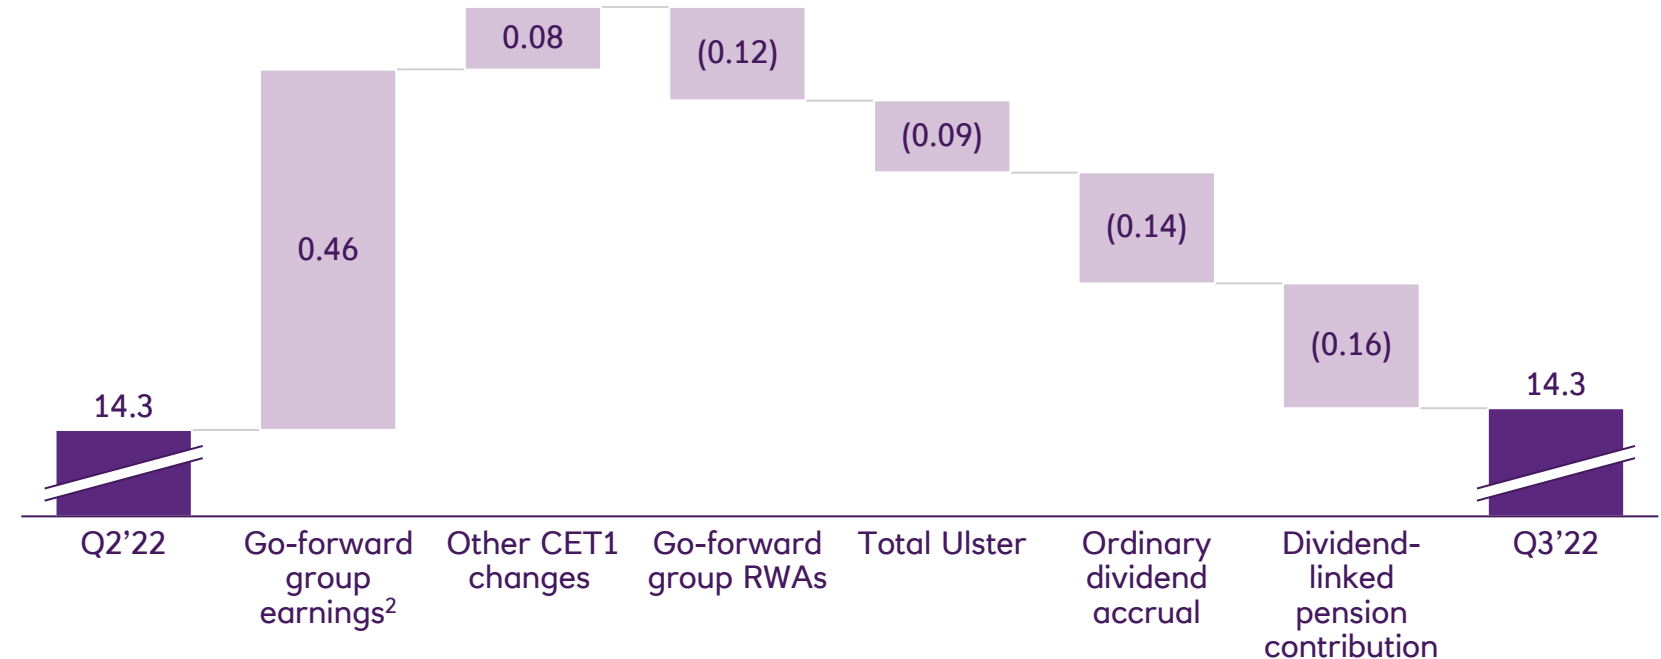 0.08
(0.12)
(0.09)
(0.14)
0.46
(0.16)
14.3
14.3
Q2’22
Go-forward
group
earnings²
Other CET1
changes
Go-forward
group RWAs
Total Ulster
Ordinary
dividend
accrual
Dividend-
linked
pension
contribution
Q3’22